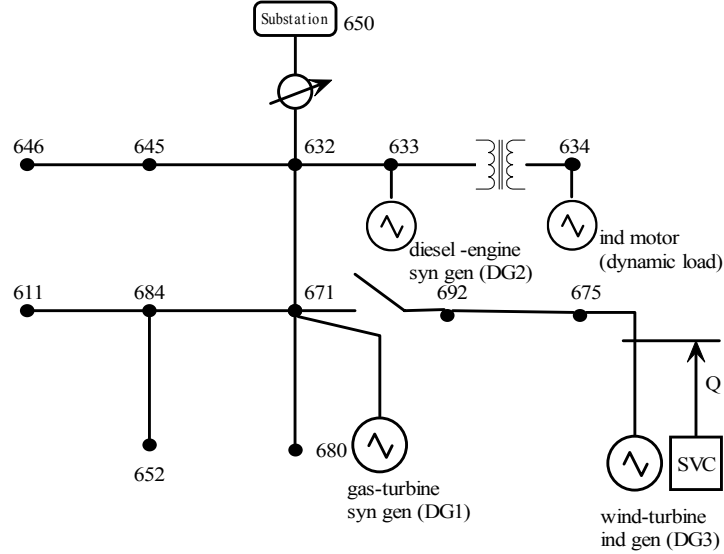 Substation
650
646
645
632
633
634
diesel -engine
syn gen (DG2)
ind motor
(dynamic load)
611
684
671
692
675
Q
652
680
SVC
gas-turbine
syn gen (DG1)
wind-turbine
ind gen (DG3)